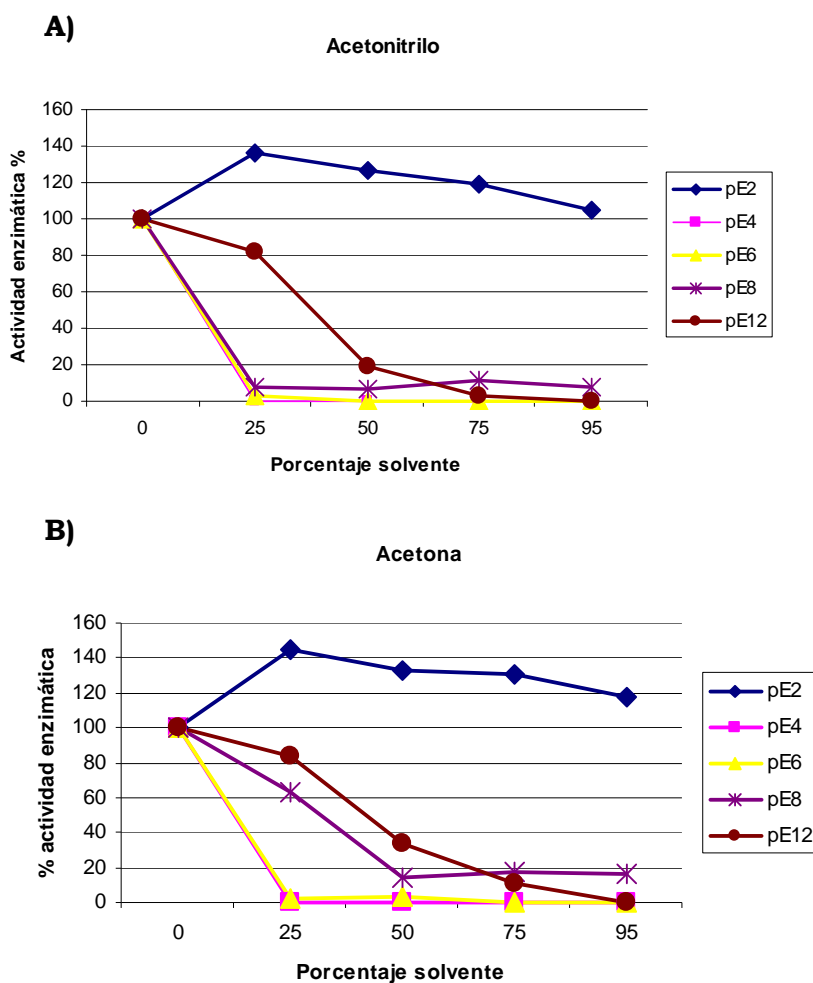 A)
Acetonitrilo
Actividad enzimática %
160
140
120
100
80
60
40
20
0
0 25 50 75 95
Porcentaje solvente
pE2
pE4
pE6
pE8
pE12
B)
Acetona
% actividad enzimática
160
140
120
100
80
60
40
20
0
0 25 50 75 95
Porcentaje solvente
pE2
pE4
pE6
pE8
pE12